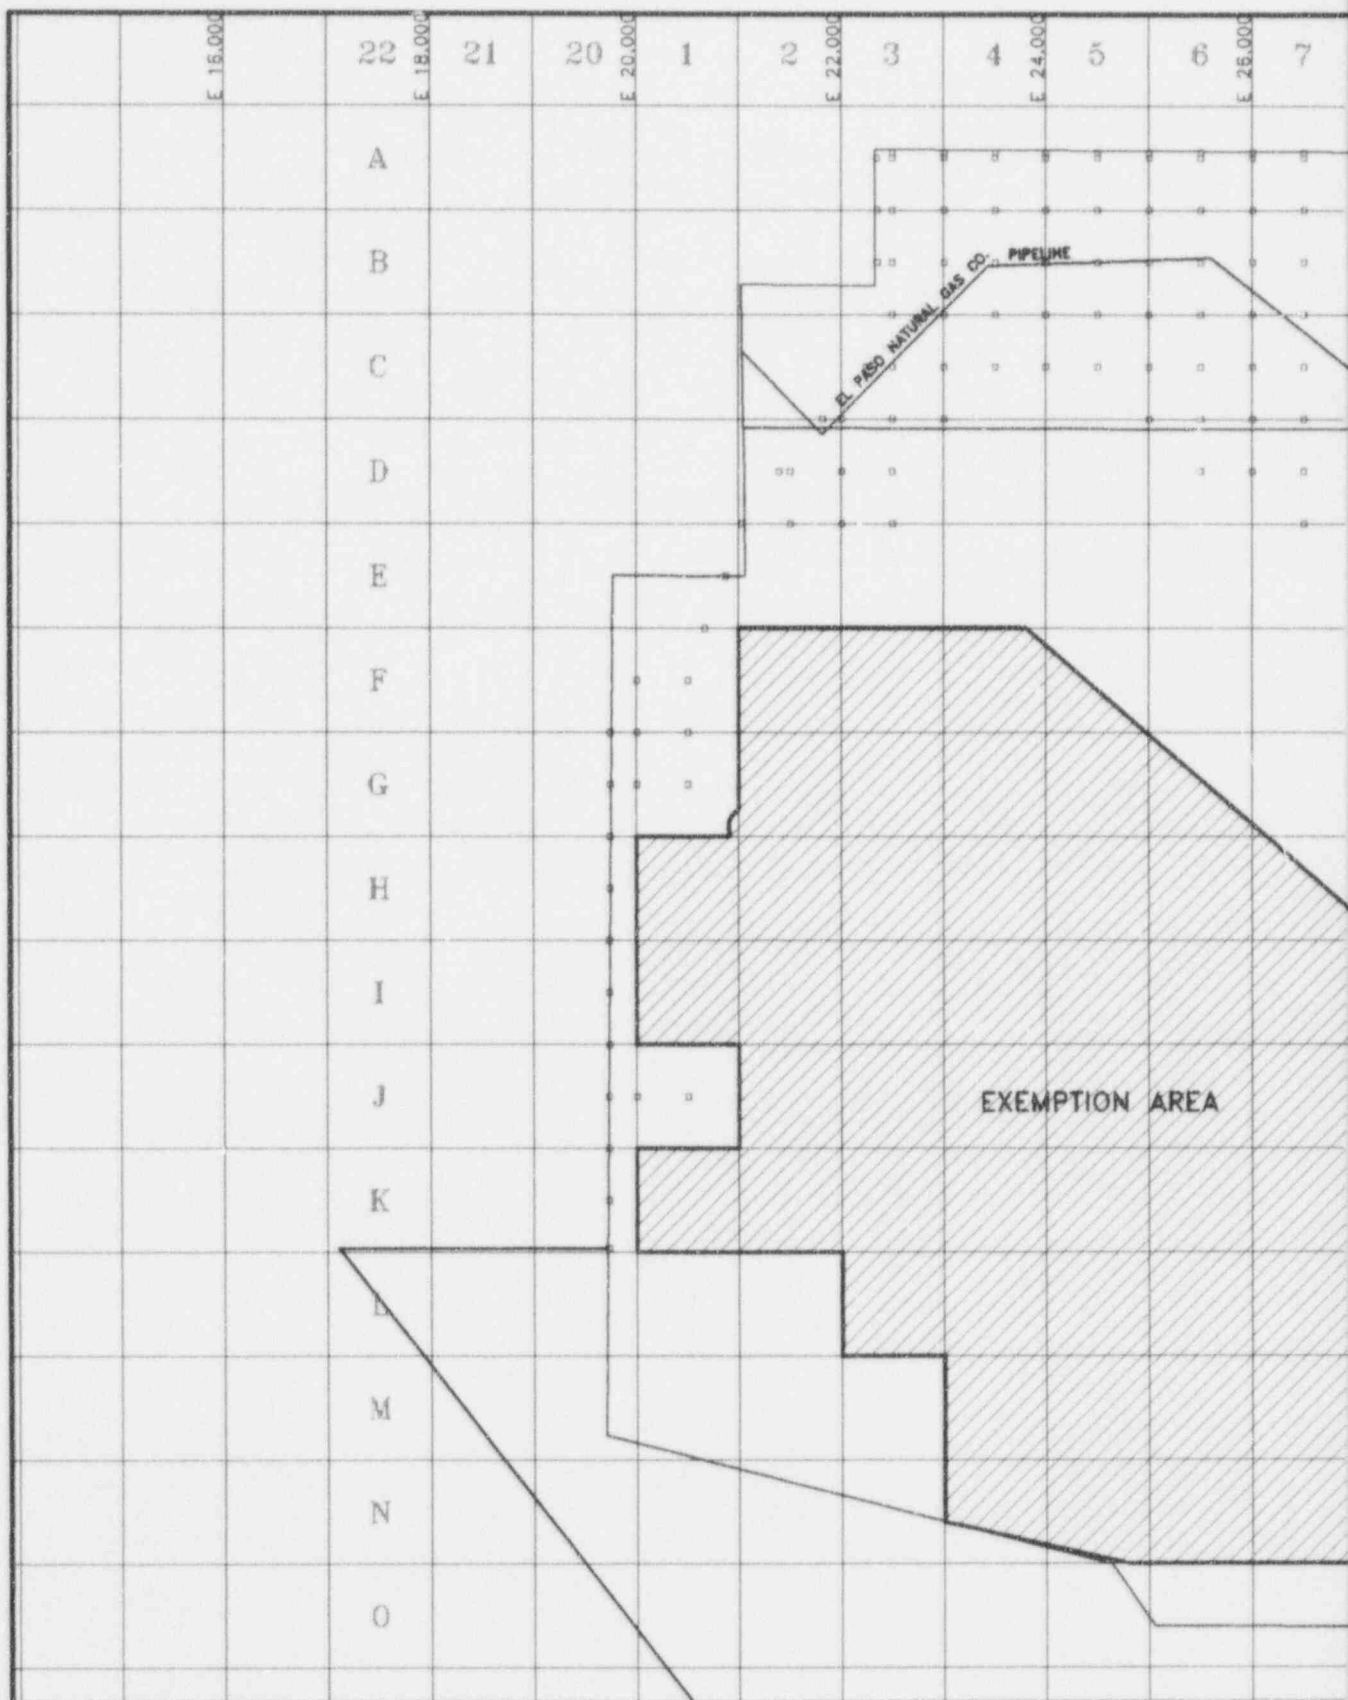 E 16,000
22
E 18,000
21
20
E 20,000
1
2
E 22,000
3
4
E 24,000
5
6
E 26,000
7
A
B
EL PASO NATURAL GAS CO. PIPELINE
C
D
E
F
G
H
I
J
EXEMPTION AREA
K
L
M
N
O